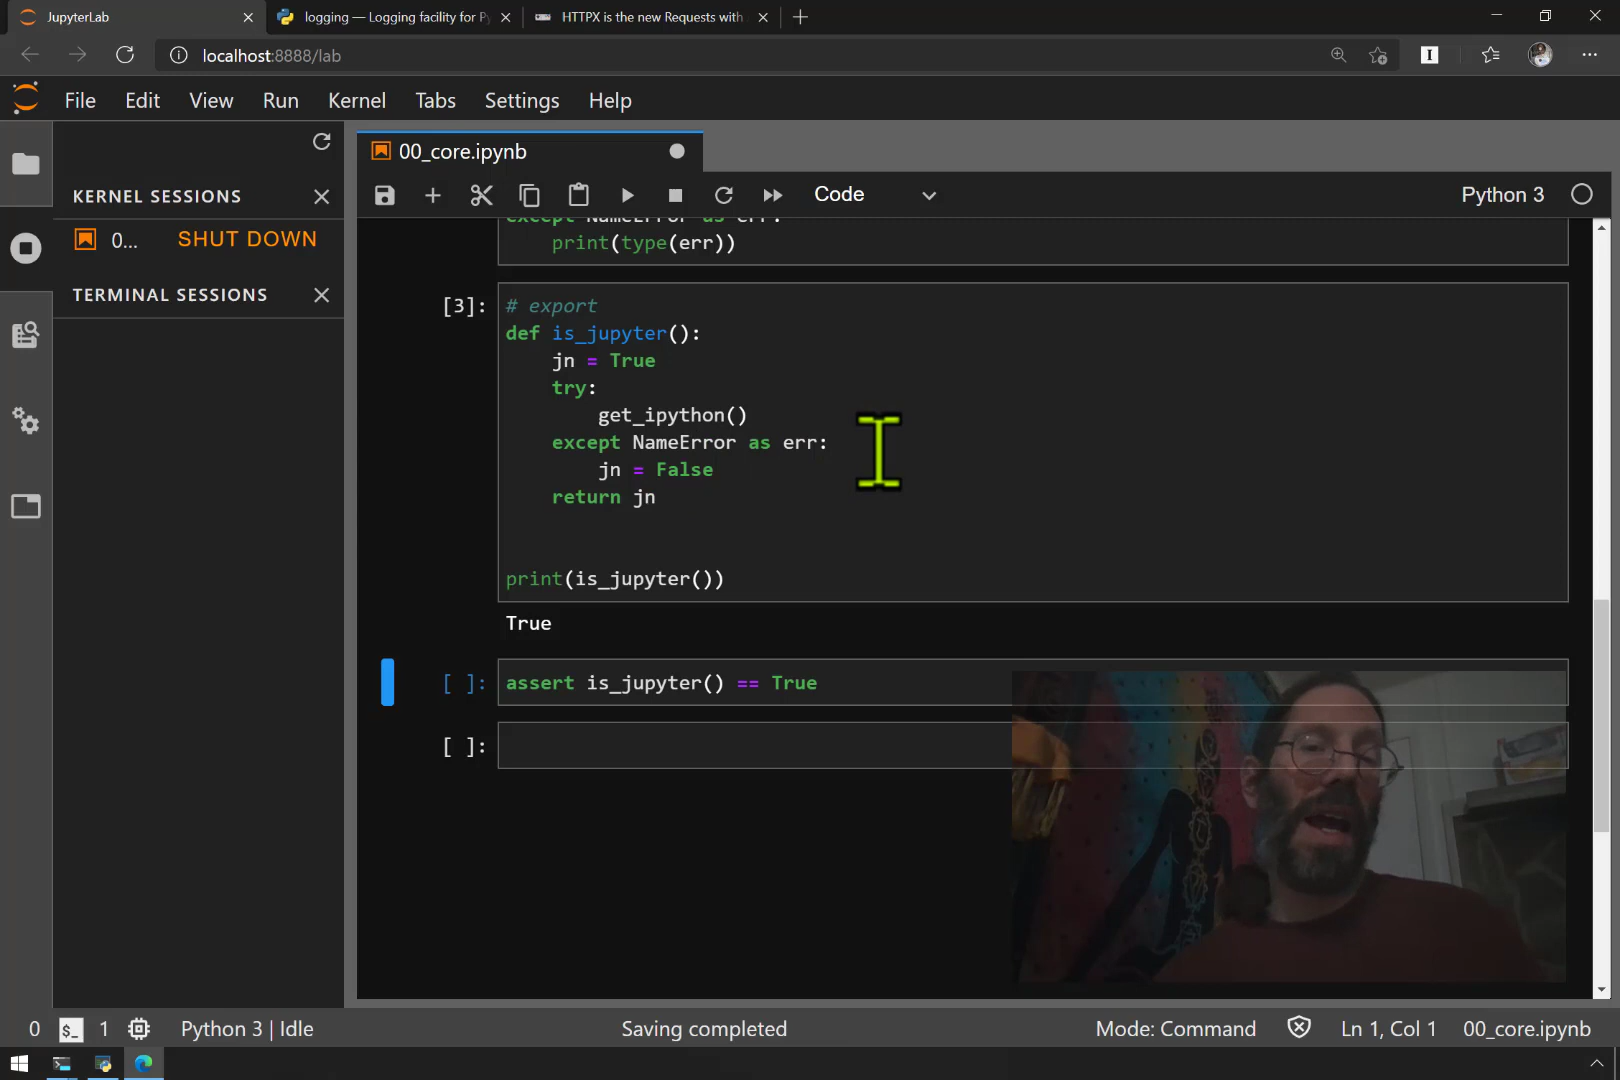 JupyterLab
logging — Logging facility for Py
HTTPX is the new Requests with
localhost:8888/lab
File Edit View Run Kernel Tabs Settings Help
KERNEL SESSIONS
0... SHUT DOWN
TERMINAL SESSIONS
00_core.ipynb
Code
Python 3
except NameError as err:
print(type(err))
[3]: # export
def is_jupyter():
jn = True
try:
get_ipython()
except NameError as err:
jn = False
return jn
print(is_jupyter())
True
[ ]: assert is_jupyter() == True
[ ]:
0 $_ 1 Python 3 | Idle Saving completed Mode: Command Ln 1, Col 1 00_core.ipynb